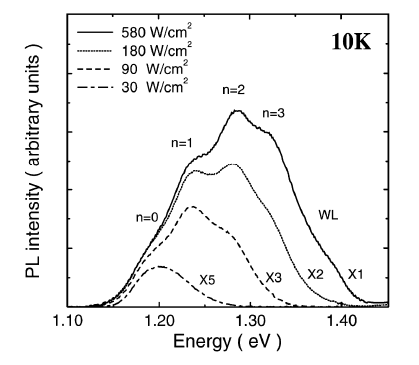 580 W/cm²
10K
180 W/cm²
90 W/cm²
30 W/cm²
n=2
n=3
n=1
n=0
WL
X5
X3
X2
X1
PL intensity ( arbitrary units )
1.10 1.20 1.30 1.40
Energy ( eV )